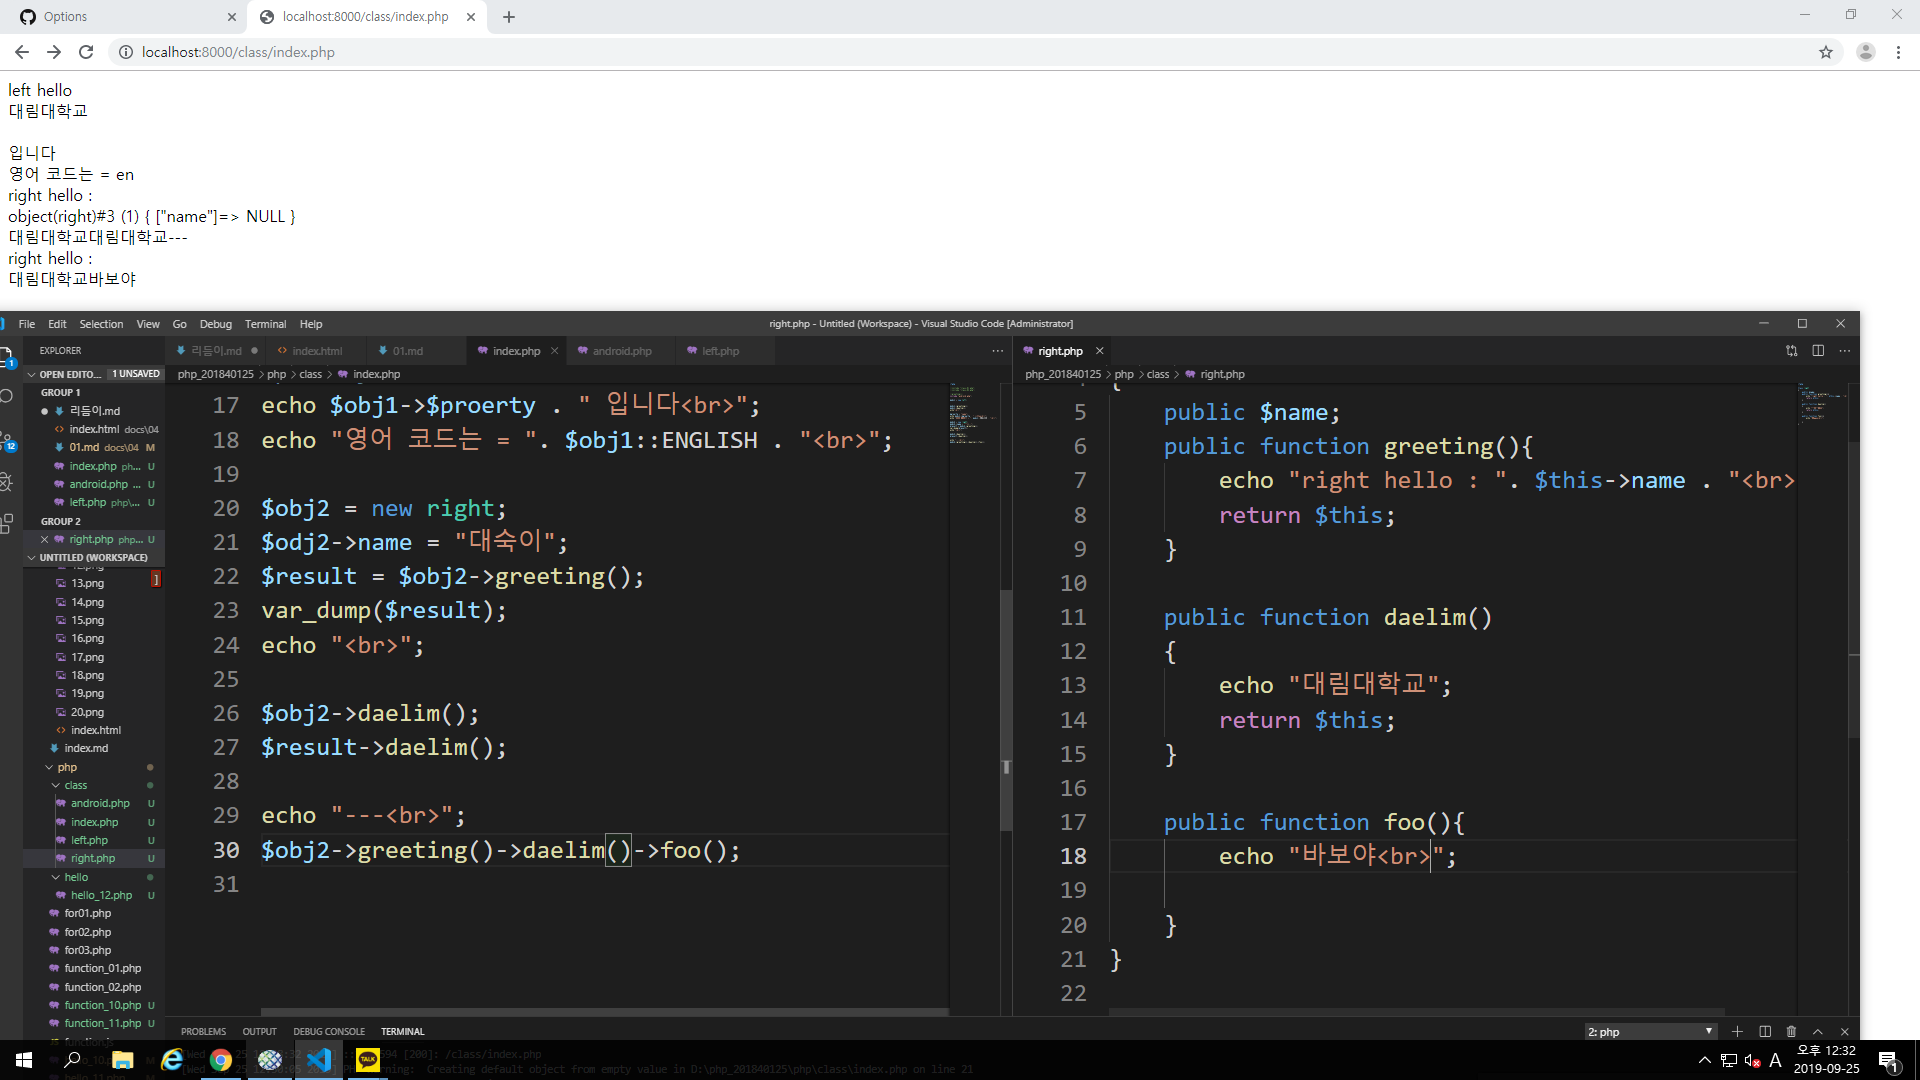 Options
localhost:8000/class/index.php
localhost:8000/class/index.php
left hello
대림대학교
입니다
영어 코드는 = en
right hello :
object(right)#3 (1) { ["name"]=> NULL }
대림대학교대림대학교---
right hello :
대림대학교바보야
File Edit Selection View Go Debug Terminal Help
right.php - Untitled (Workspace) - Visual Studio Code [Administrator]
EXPLORER
OPEN EDITO... 1 UNSAVED
GROUP 1
리듬이.md
index.html docs\04
01.md docs\04 M
index.php ph... U
android.php ... U
left.php php\... U
GROUP 2
right.php php... U
UNTITLED (WORKSPACE)
13.png
14.png
15.png
16.png
17.png
18.png
19.png
20.png
index.html
index.md
php
class
android.php U
index.php U
left.php U
right.php U
hello
hello_12.php U
for01.php
for02.php
for03.php
function_01.php
function_02.php
function_10.php U
function_11.php U
리듬이.md index.html 01.md index.php android.php left.php
php_201840125 > php > class > index.php
17 echo $obj1->$proerty . " 입니다<br>";
18 echo "영어 코드는 = ". $obj1::ENGLISH . "<br>";
19
20 $obj2 = new right;
21 $odj2->name = "대숙이";
22 $result = $obj2->greeting();
23 var_dump($result);
24 echo "<br>";
25
26 $obj2->daelim();
27 $result->daelim();
28
29 echo "---<br>";
30 $obj2->greeting()->daelim()->foo();
31
right.php
php_201840125 > php > class > right.php
5 public $name;
6 public function greeting(){
7 echo "right hello : ". $this->name . "<br>
8 return $this;
9 }
10
11 public function daelim()
12 {
13 echo "대림대학교";
14 return $this;
15 }
16
17 public function foo(){
18 echo "바보야<br>";
19
20 }
21 }
22
PROBLEMS OUTPUT DEBUG CONSOLE TERMINAL
2: php
[200]: /class/index.php
Creating default object from empty value in D:\php_201840125\php\class\index.php on line 21
TALK
A
오후 12:32
2019-09-25
1